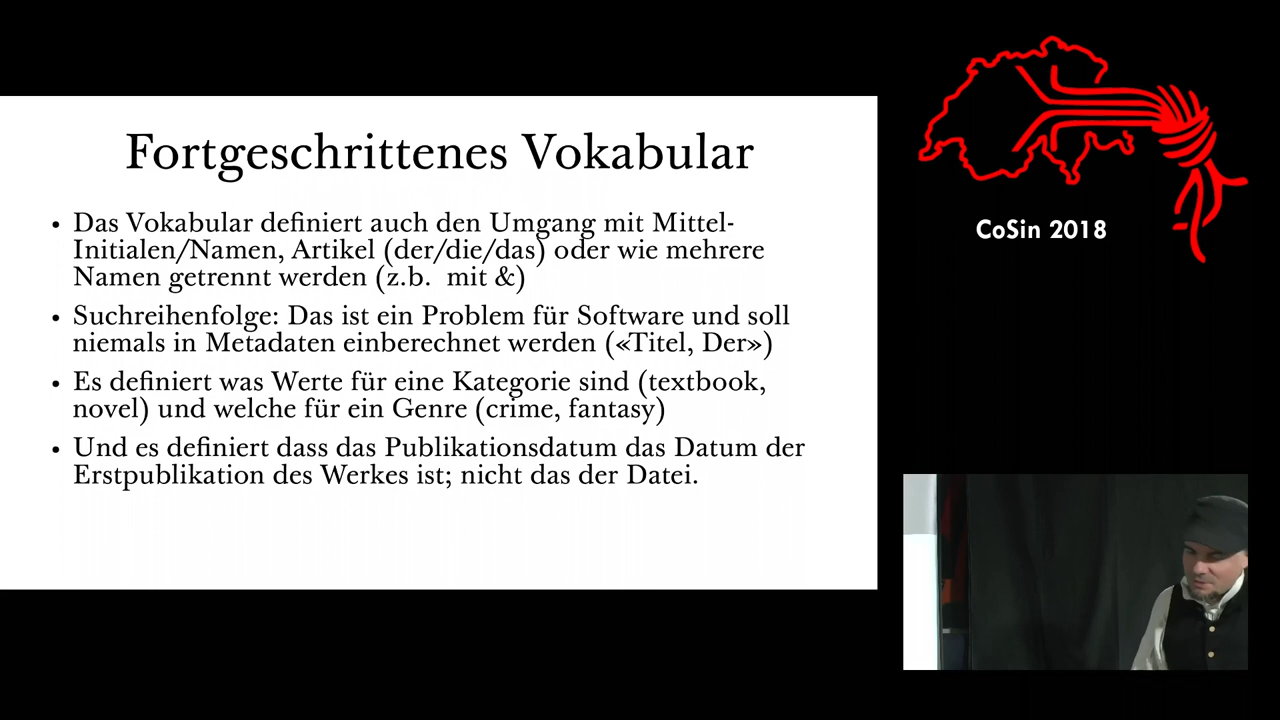 Fortgeschrittenes Vokabular
• Das Vokabular definiert auch den Umgang mit Mittel-
Initialen/Namen, Artikel (der/die/das) oder wie mehrere
Namen getrennt werden (z.b.  mit &)
• Suchreihenfolge: Das ist ein Problem für Software und soll
niemals in Metadaten einberechnet werden («Titel, Der»)
• Es definiert was Werte für eine Kategorie sind (textbook,
novel) und welche für ein Genre (crime, fantasy)
• Und es definiert dass das Publikationsdatum das Datum der
Erstpublikation des Werkes ist; nicht das der Datei.
CoSin 2018